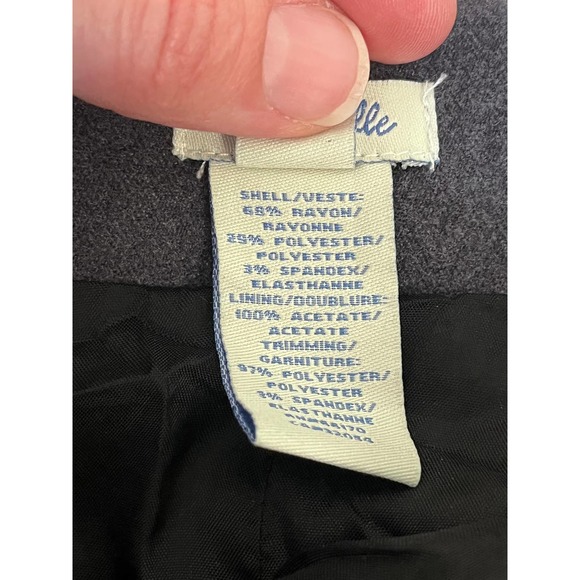 lle
SHELL/VESTE:
68% RAYON/
RAYONNE
29% POLYESTER/
POLYESTER
3% SPANDEX/
ELASTHANNE
LINING/DOUBLURE:
100% ACETATE/
ACETATE
TRIMMING/
GARNITURE:
97% POLYESTER/
POLYESTER
3% SPANDEX/
ELASTHANNE